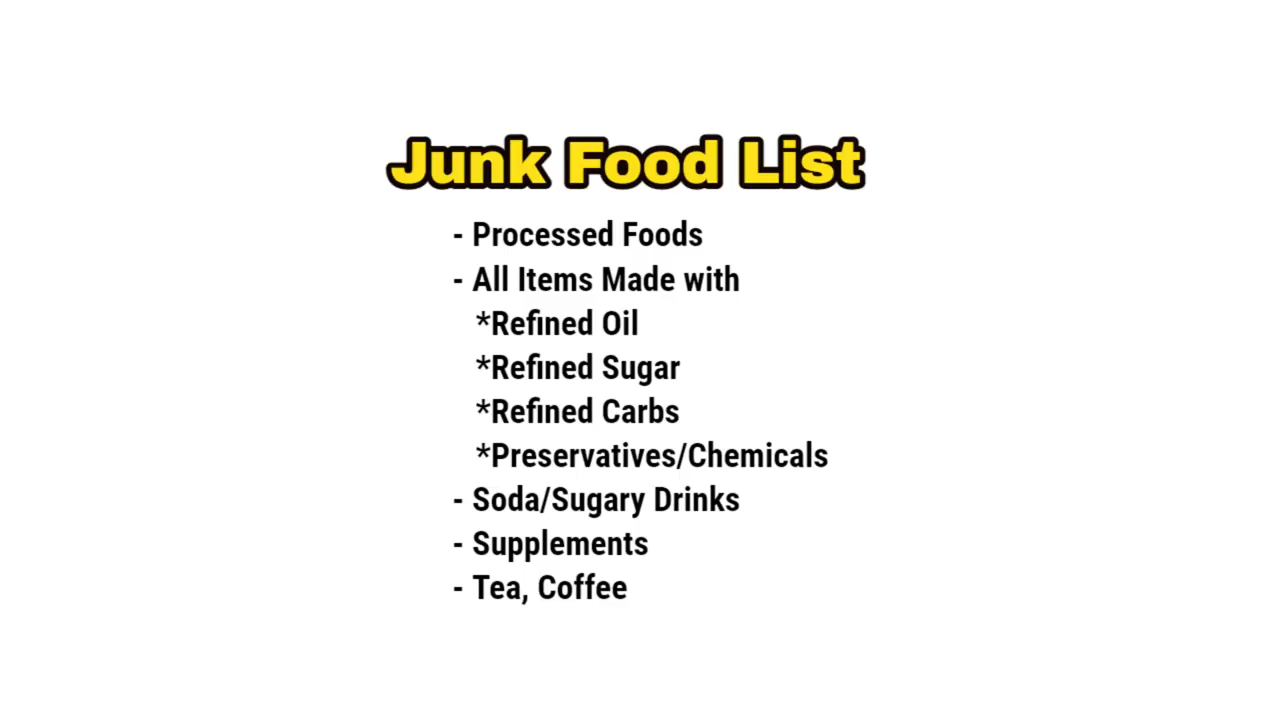 Junk Food List
- Processed Foods
- All Items Made with
*Refined Oil
*Refined Sugar
*Refined Carbs
*Preservatives/Chemicals
- Soda/Sugary Drinks
- Supplements
- Tea, Coffee